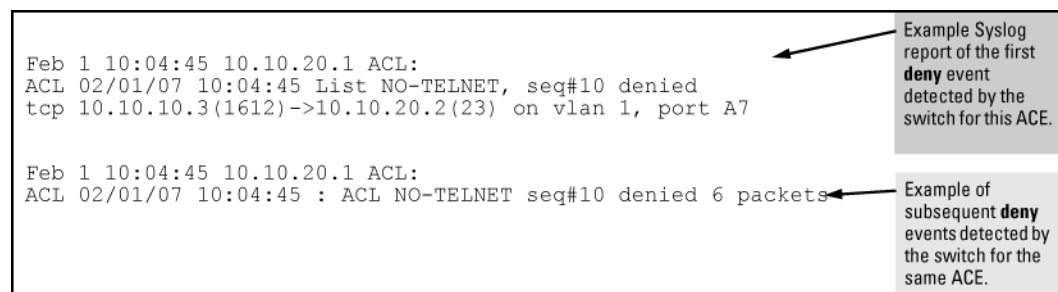 Feb 1 10:04:45 10.10.20.1 ACL:
ACL 02/01/07 10:04:45 List NO-TELNET, seq#10 denied
tcp 10.10.10.3(1612)->10.10.20.2(23) on vlan 1, port A7
Example Syslog
report of the first
deny event
detected by the
switch for this ACE.
Feb 1 10:04:45 10.10.20.1 ACL:
ACL 02/01/07 10:04:45 : ACL NO-TELNET seq#10 denied 6 packets
Example of
subsequent deny
events detected by
the switch for the
same ACE.